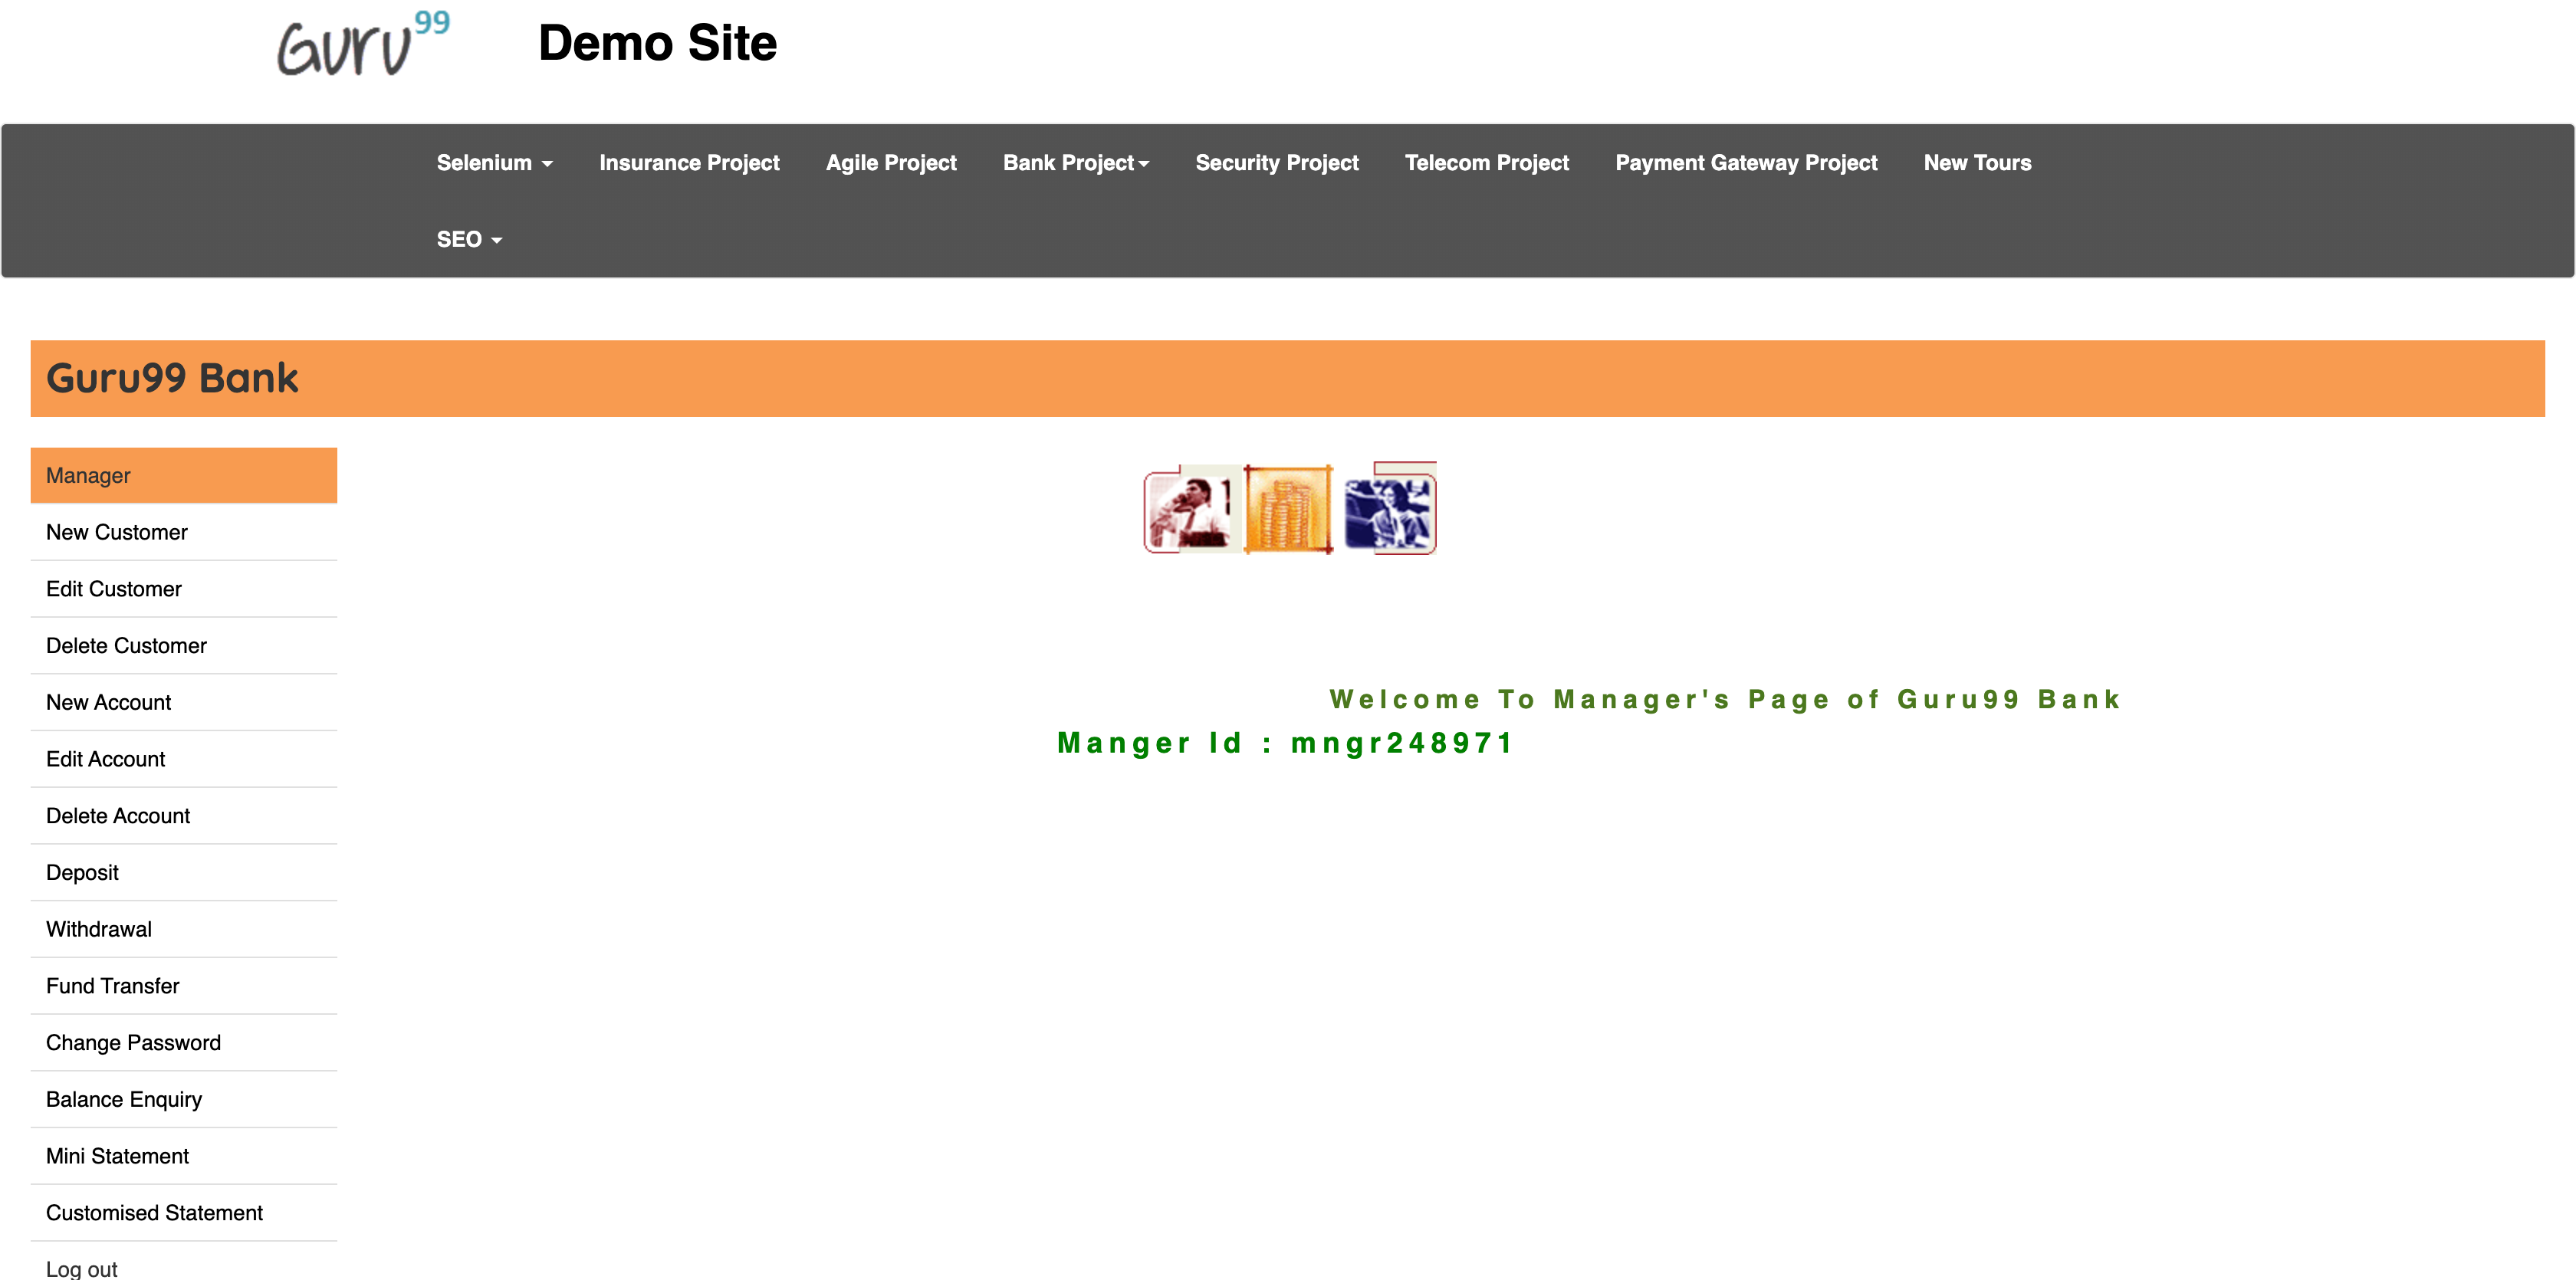 Guru99
Demo Site
Selenium
Insurance Project
Agile Project
Bank Project
Security Project
Telecom Project
Payment Gateway Project
New Tours
SEO
Guru99 Bank
Manager
New Customer
Edit Customer
Delete Customer
New Account
Edit Account
Delete Account
Deposit
Withdrawal
Fund Transfer
Change Password
Balance Enquiry
Mini Statement
Customised Statement
Log out
Welcome To Manager's Page of Guru99 Bank
Manger Id : mngr248971